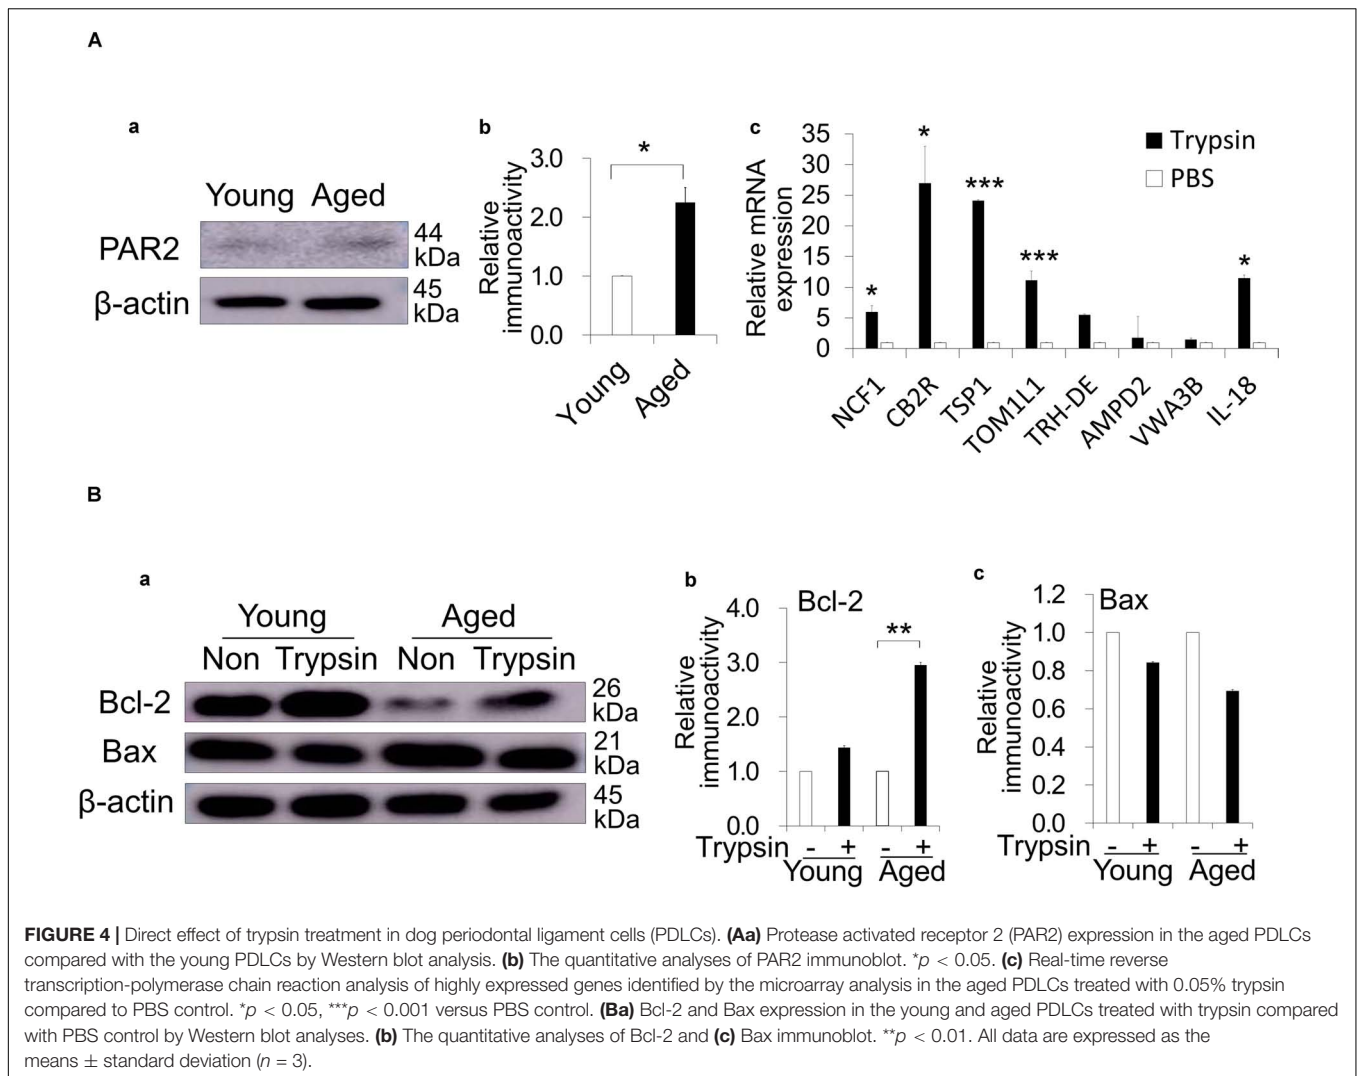 A
a
Young Aged
PAR2
44
kDa
β-actin
45
kDa
b
Relative
immunoactivity
3.0
2.0
1.0
0.0
*
Young
Aged
c
Relative mRNA
expression
35
30
25
20
15
10
5
0
*
*
***
***
*
Trypsin
PBS
NCF1
CB2R
TSP1
TOM1L1
TRH-DE
AMPD2
VWA3B
IL-18
B
a
Young Aged
Non Trypsin Non Trypsin
Bcl-2
26
kDa
Bax
21
kDa
β-actin
45
kDa
b
Bcl-2
Relative
immunoactivity
4.0
3.0
2.0
1.0
0.0
**
Trypsin - + - +
Young Aged
c
Bax
Relative
immunoactivity
1.2
1.0
0.8
0.6
0.4
0.2
0.0
Trypsin - + - +
Young Aged
FIGURE 4 | Direct effect of trypsin treatment in dog periodontal ligament cells (PDLCs). (Aa) Protease activated receptor 2 (PAR2) expression in the aged PDLCs
compared with the young PDLCs by Western blot analysis. (b) The quantitative analyses of PAR2 immunoblot. *p < 0.05. (c) Real-time reverse
transcription-polymerase chain reaction analysis of highly expressed genes identified by the microarray analysis in the aged PDLCs treated with 0.05% trypsin
compared to PBS control. *p < 0.05, ***p < 0.001 versus PBS control. (Ba) Bcl-2 and Bax expression in the young and aged PDLCs treated with trypsin compared
with PBS control by Western blot analyses. (b) The quantitative analyses of Bcl-2 and (c) Bax immunoblot. **p < 0.01. All data are expressed as the
means ± standard deviation (n = 3).